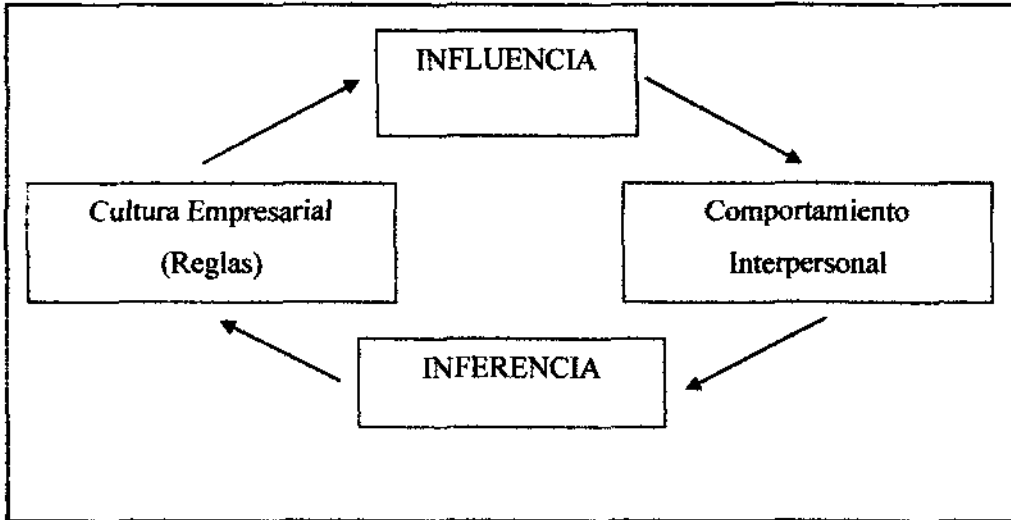 INFLUENCIA
Cultura Empresarial
(Reglas)
Comportamiento
Interpersonal
INFERENCIA